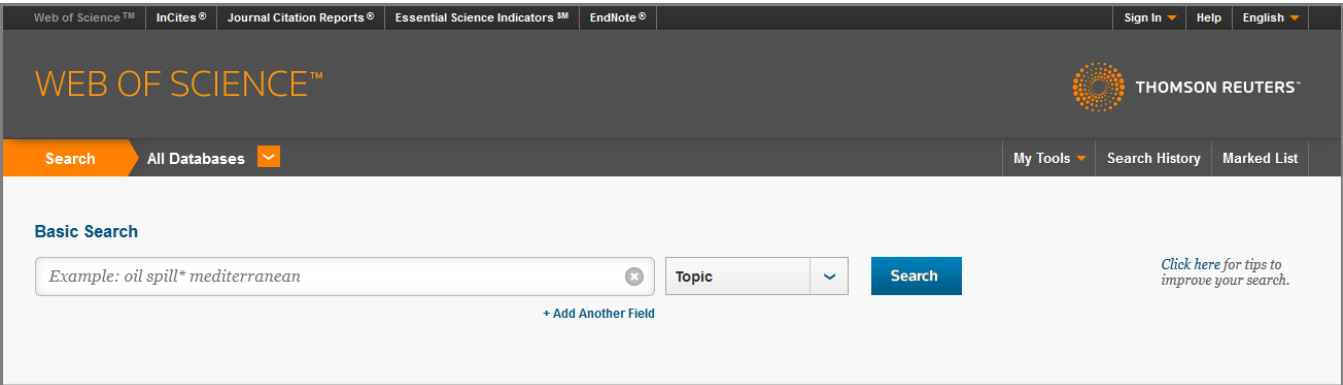 Web of Science™ InCites® Journal Citation Reports® Essential Science Indicators℠ EndNote® Sign In Help English
WEB OF SCIENCE™
THOMSON REUTERS™
Search All Databases My Tools Search History Marked List
Basic Search
Example: oil spill* mediterranean Topic Search
Click here for tips to
improve your search.
+ Add Another Field